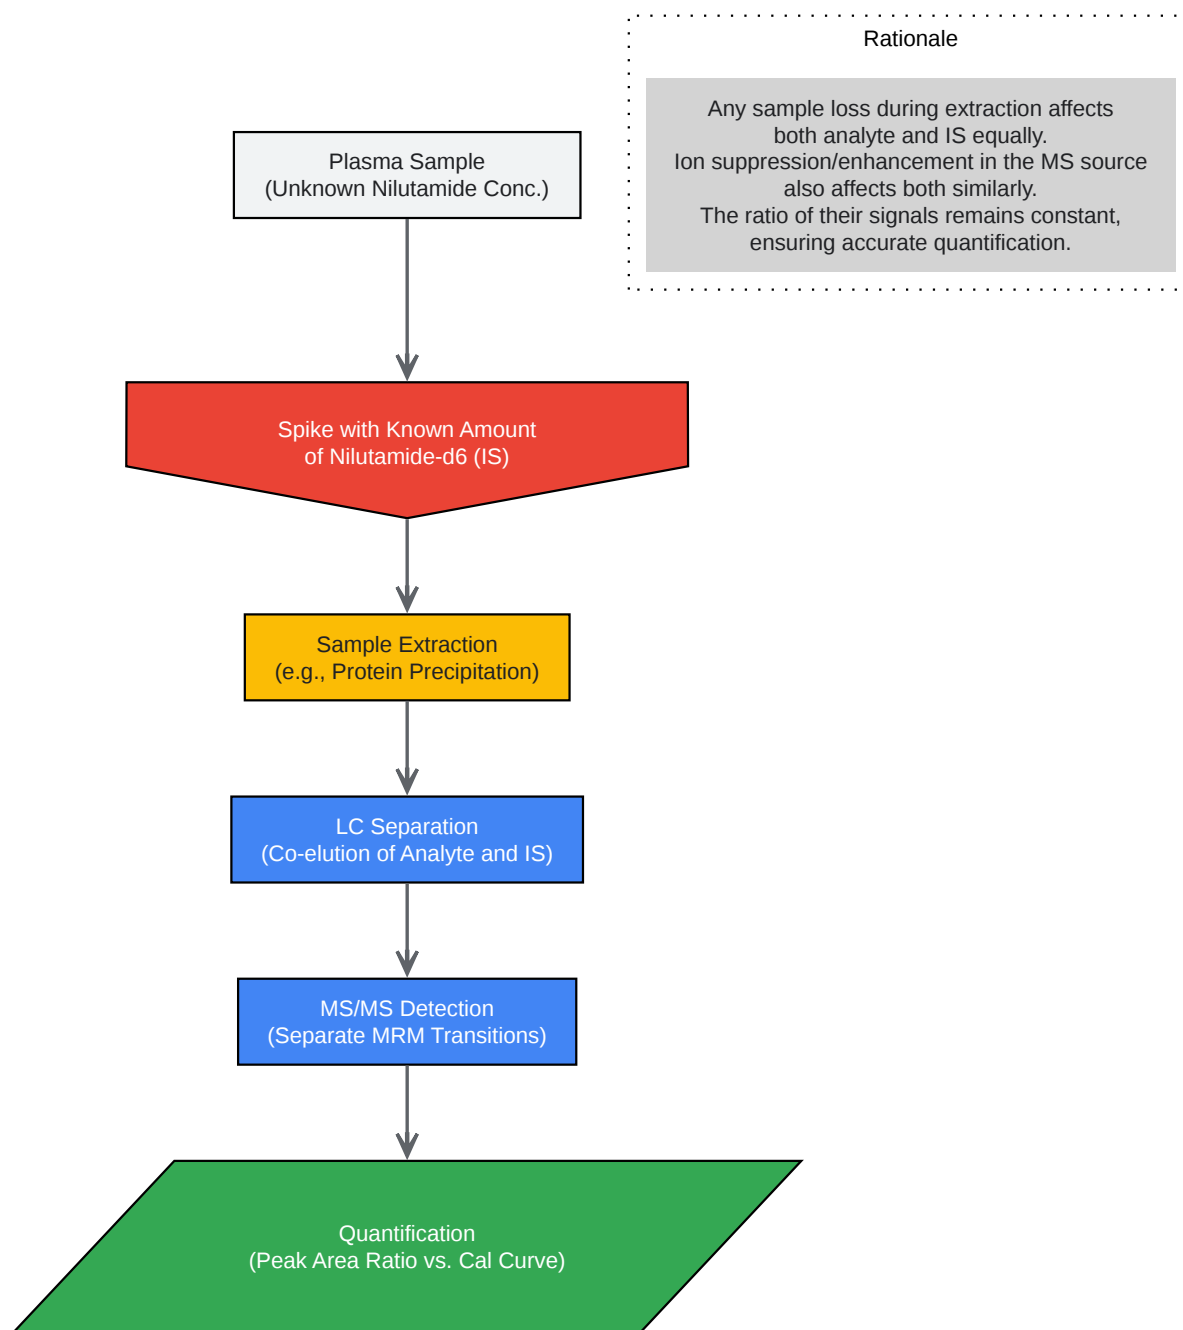 Rationale
Any sample loss during extraction affects
both analyte and IS equally.
Ion suppression/enhancement in the MS source
also affects both similarly.
The ratio of their signals remains constant,
ensuring accurate quantification.
Plasma Sample
(Unknown Nilutamide Conc.)
Spike with Known Amount
of Nilutamide-d6 (IS)
Sample Extraction
(e.g., Protein Precipitation)
LC Separation
(Co-elution of Analyte and IS)
MS/MS Detection
(Separate MRM Transitions)
Quantification
(Peak Area Ratio vs. Cal Curve)